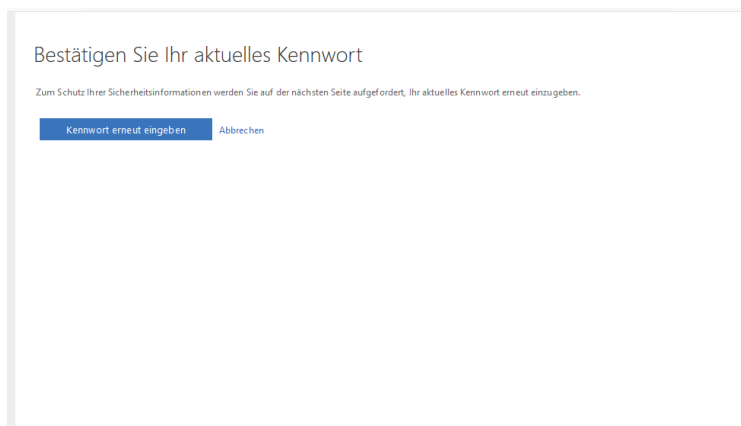 Bestätigen Sie Ihr aktuelles Kennwort
Zum Schutz Ihrer Sicherheitsinformationen werden Sie auf der nächsten Seite aufgefordert, Ihr aktuelles Kennwort erneut einzugeben.
Kennwort erneut eingeben Abbrechen